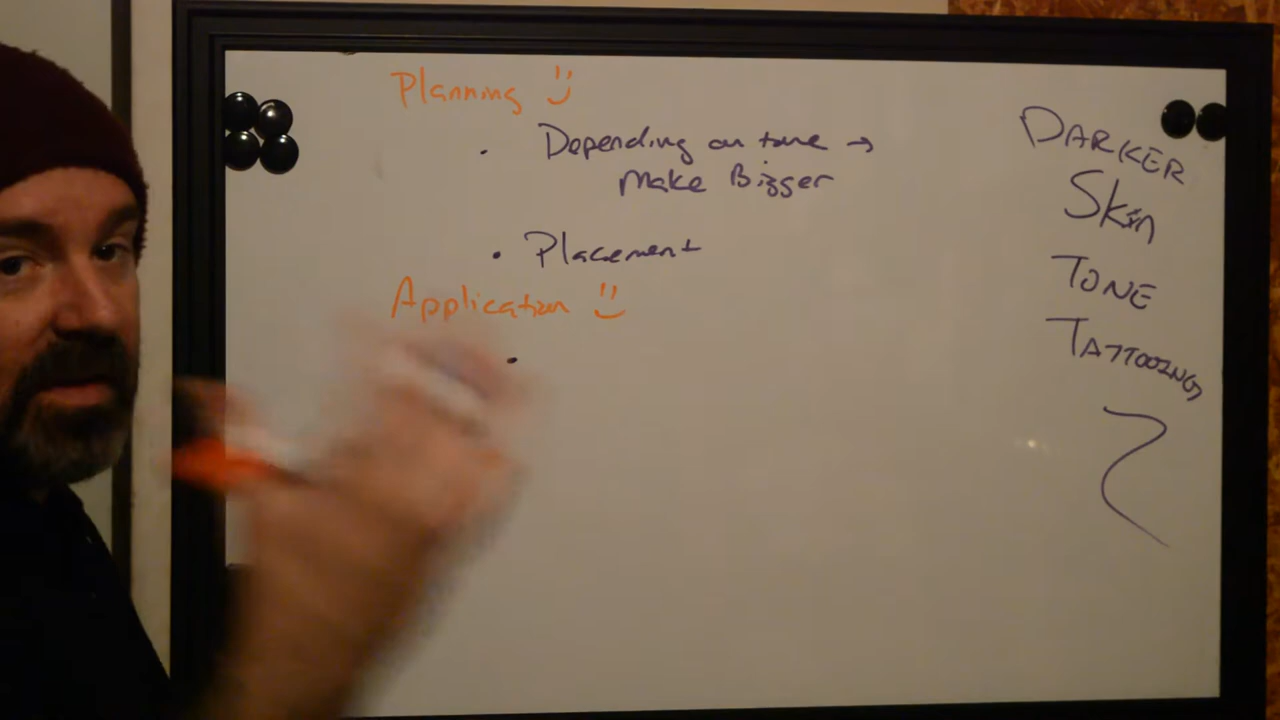 Planning
• Depending on tone →
Make Bigger
• Placement
Application
•
DARKER
Skin
TONE
TATTOOING